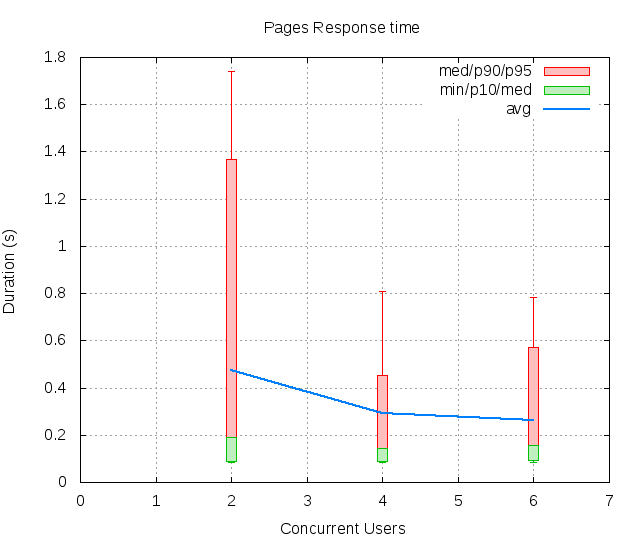 Pages Response time
med/p90/p95
min/p10/med
avg
Duration (s)
1.8
1.6
1.4
1.2
1
0.8
0.6
0.4
0.2
0
0 1 2 3 4 5 6 7
Concurrent Users